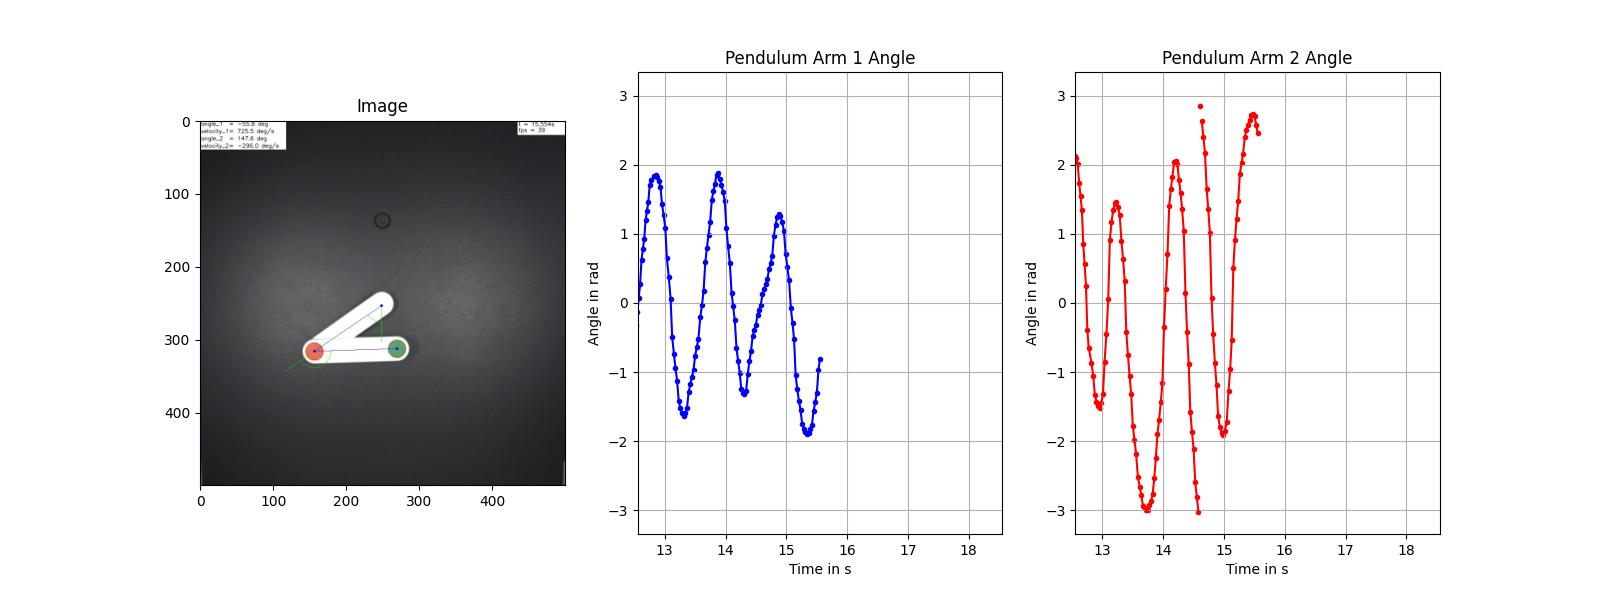 Image
angle_1 = -55.8 deg
velocity_1= 725.5 deg/s
angle_2 = 147.6 deg
velocity_2= -296.0 deg/s
t = 15.554s
fps = 39
0
100
200
300
400
0 100 200 300 400
Pendulum Arm 1 Angle
Angle in rad
3
2
1
0
−1
−2
−3
13 14 15 16 17 18
Time in s
Pendulum Arm 2 Angle
Angle in rad
3
2
1
0
−1
−2
−3
13 14 15 16 17 18
Time in s